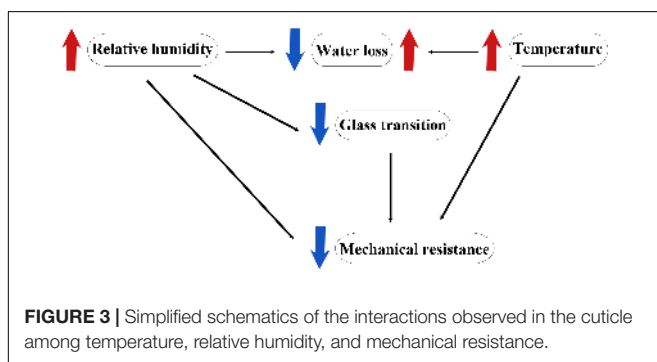 Relative humidity Water loss Temperature
Glass transition
Mechanical resistance
FIGURE 3 | Simplified schematics of the interactions observed in the cuticle
among temperature, relative humidity, and mechanical resistance.